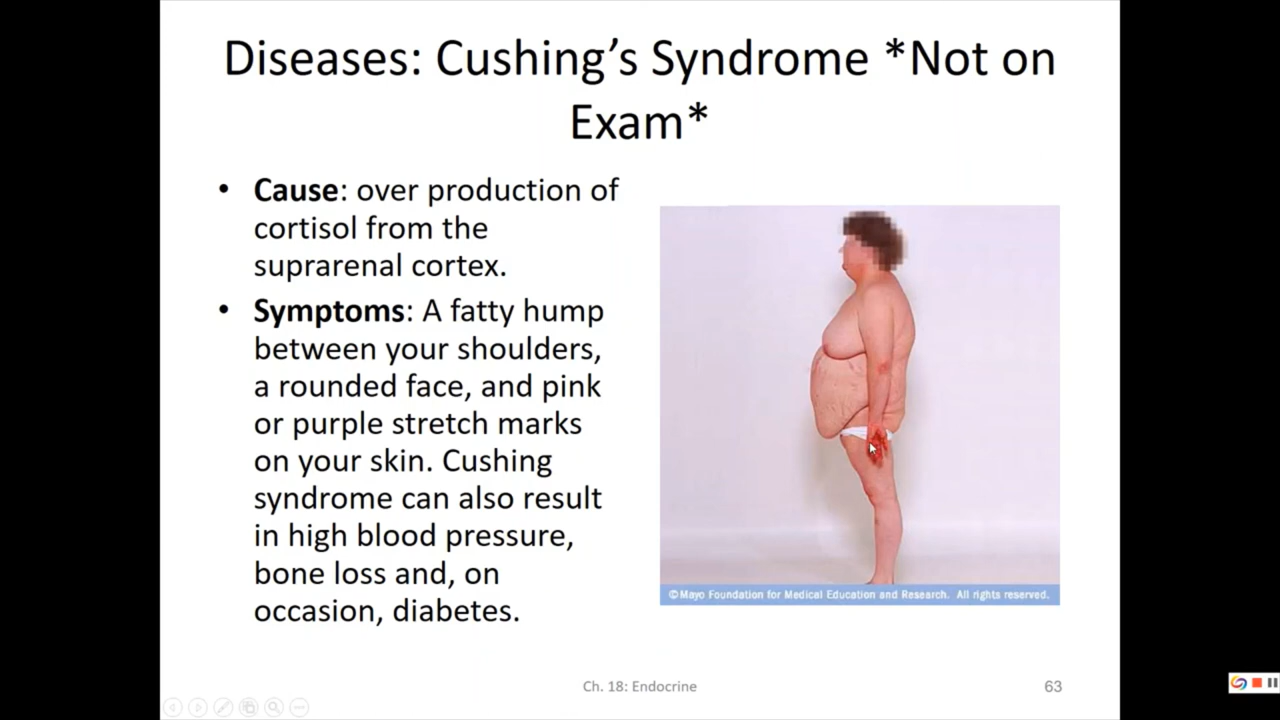 Diseases: Cushing’s Syndrome *Not on
Exam*
• Cause: over production of
cortisol from the
suprarenal cortex.
• Symptoms: A fatty hump
between your shoulders,
a rounded face, and pink
or purple stretch marks
on your skin. Cushing
syndrome can also result
in high blood pressure,
bone loss and, on
occasion, diabetes.
©Mayo Foundation for Medical Education and Research. All rights reserved.
Ch. 18: Endocrine
63